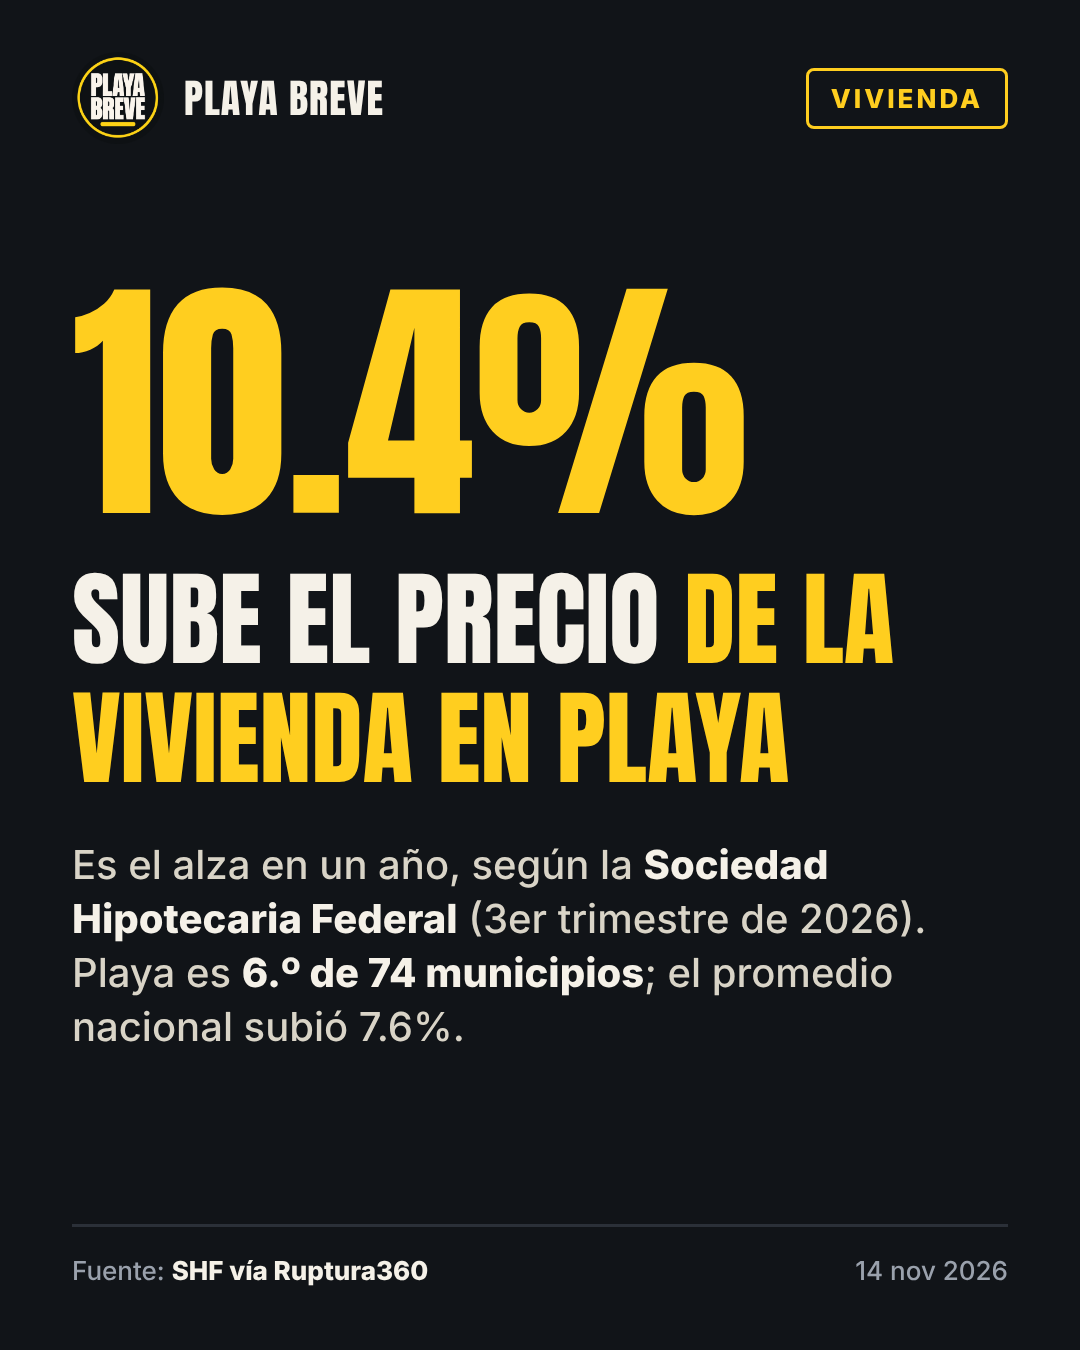 PLAYA
BREVE
PLAYA BREVE
VIVIENDA
10.4%
SUBE EL PRECIO DE LA
VIVIENDA EN PLAYA
Es el alza en un año, según la Sociedad
Hipotecaria Federal (3er trimestre de 2026).
Playa es 6.º de 74 municipios; el promedio
nacional subió 7.6%.
Fuente: SHF vía Ruptura360
14 nov 2026